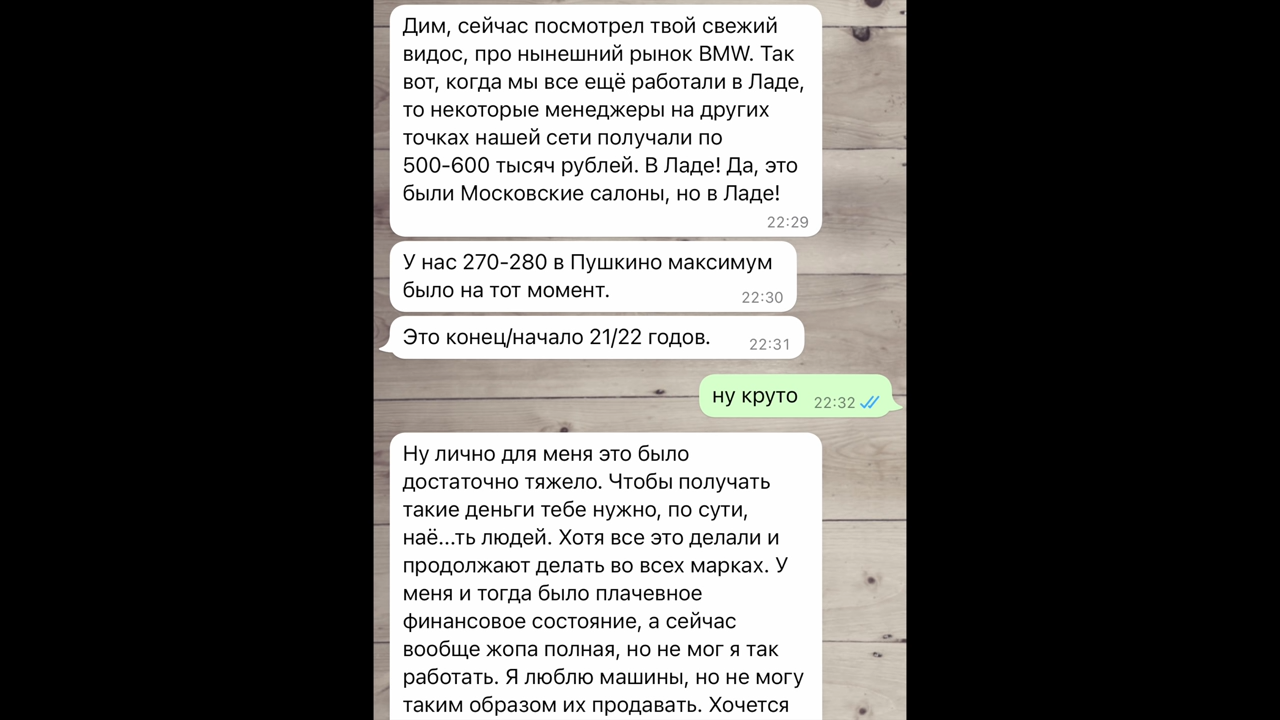 Дим, сейчас посмотрел твой свежий
видос, про нынешний рынок BMW. Так
вот, когда мы все ещё работали в Ладе,
то некоторые менеджеры на других
точках нашей сети получали по
500-600 тысяч рублей. В Ладе! Да, это
были Московские салоны, но в Ладе!
22:29
У нас 270-280 в Пушкино максимум
было на тот момент.
22:30
Это конец/начало 21/22 годов.
22:31
ну круто
22:32
Ну лично для меня это было
достаточно тяжело. Чтобы получать
такие деньги тебе нужно, по сути,
наё...ть людей. Хотя все это делали и
продолжают делать во всех марках. У
меня и тогда было плачевное
финансовое состояние, а сейчас
вообще жопа полная, но не мог я так
работать. Я люблю машины, но не могу
таким образом их продавать. Хочется